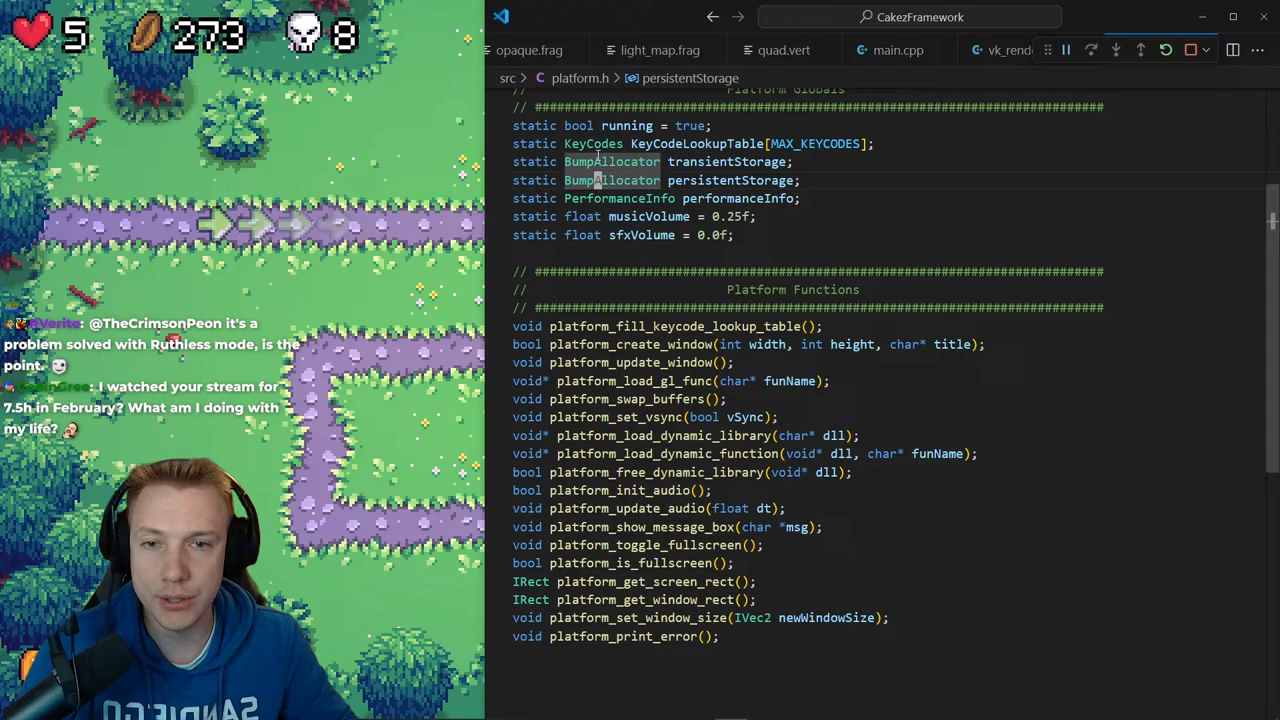 5 273 8
CakezFramework
opaque.frag light_map.frag quad.vert main.cpp vk_rend
src > C platform.h > persistentStorage
// Platform Globals
// #############################################################################
static bool running = true;
static KeyCodes KeyCodeLookupTable[MAX_KEYCODES];
static BumpAllocator transientStorage;
static BumpAllocator persistentStorage;
static PerformanceInfo performanceInfo;
static float musicVolume = 0.25f;
static float sfxVolume = 0.0f;
// #############################################################################
// Platform Functions
// #############################################################################
void platform_fill_keycode_lookup_table();
bool platform_create_window(int width, int height, char* title);
void platform_update_window();
void* platform_load_gl_func(char* funName);
void platform_swap_buffers();
void platform_set_vsync(bool vSync);
void* platform_load_dynamic_library(char* dll);
void* platform_load_dynamic_function(void* dll, char* funName);
bool platform_free_dynamic_library(void* dll);
bool platform_init_audio();
void platform_update_audio(float dt);
void platform_show_message_box(char *msg);
void platform_toggle_fullscreen();
bool platform_is_fullscreen();
IRect platform_get_screen_rect();
IRect platform_get_window_rect();
void platform_set_window_size(IVec2 newWindowSize);
void platform_print_error();
: @TheCrimsonPeon it's a
problem solved with Ruthless mode, is the
point.
: I watched your stream for
7.5h in February? What am I doing with
my life?
SANDIEGO